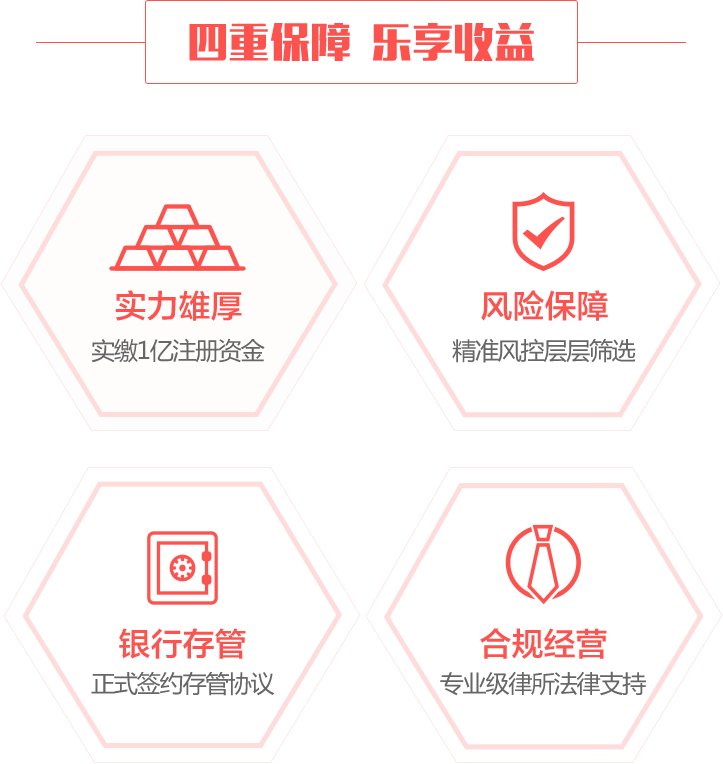 四重保障 乐享收益
实力雄厚
实缴1亿注册资金
风险保障
精准风控层层筛选
银行存管
正式签约存管协议
合规经营
专业级律所法律支持